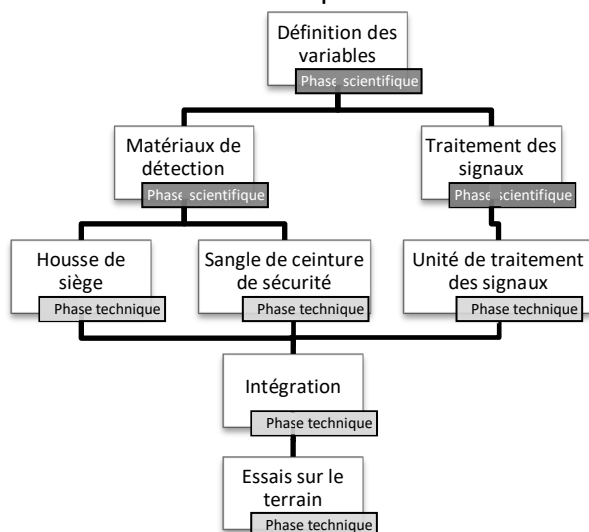 Définition des
variables
Phase scientifique
Matériaux de
détection
Phase scientifique
Traitement des
signaux
Phase scientifique
Housse de
siège
Phase technique
Sangle de ceinture
de sécurité
Phase technique
Unité de traitement
des signaux
Phase technique
Intégration
Phase technique
Essais sur le
terrain
Phase technique